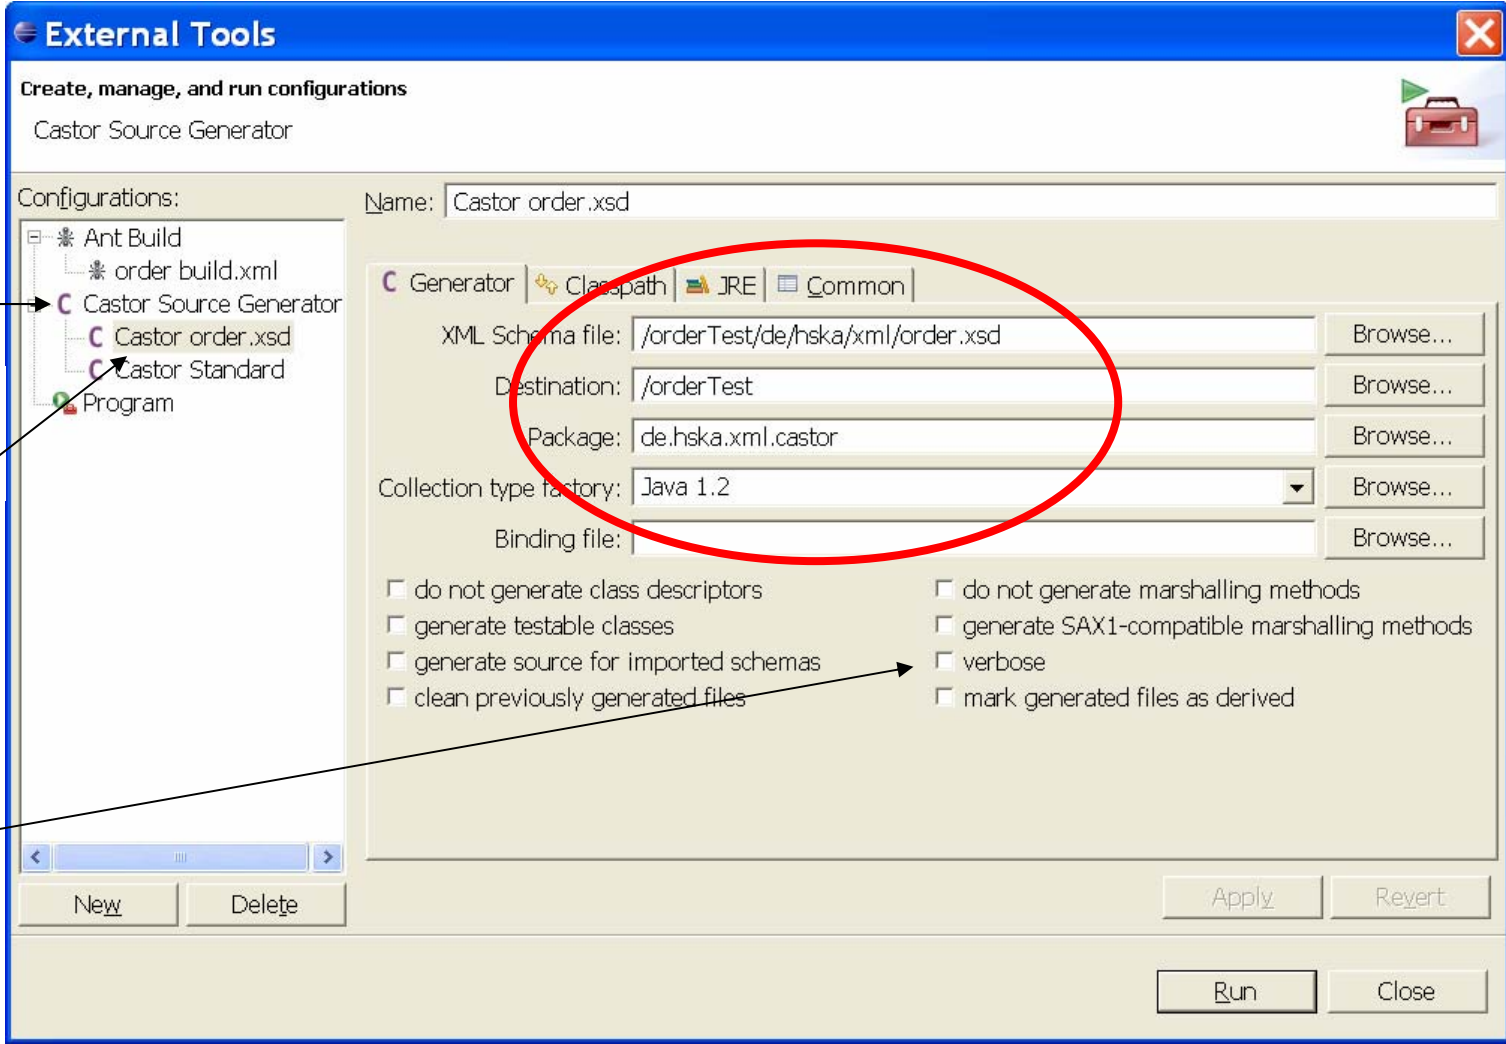 External Tools
Create, manage, and run configurations
Castor Source Generator
Configurations:
Ant Build
order build.xml
C Castor Source Generator
C Castor order.xsd
C Castor Standard
Program
New
Delete
Name: Castor order.xsd
C Generator Classpath JRE Common
XML Schema file: /orderTest/de/hska/xml/order.xsd Browse...
Destination: /orderTest Browse...
Package: de.hska.xml.castor Browse...
Collection type factory: Java 1.2 Browse...
Binding file: Browse...
do not generate class descriptors
do not generate marshalling methods
generate testable classes
generate SAX1-compatible marshalling methods
generate source for imported schemas
verbose
clean previously generated files
mark generated files as derived
Apply Revert
Run Close